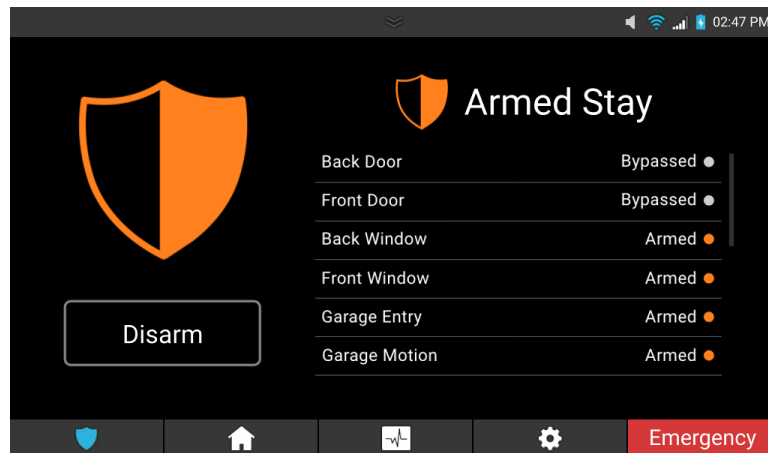 02:47 PM
Armed Stay
Back Door Bypassed
Front Door Bypassed
Back Window Armed
Front Window Armed
Garage Entry Armed
Garage Motion Armed
Disarm
Emergency